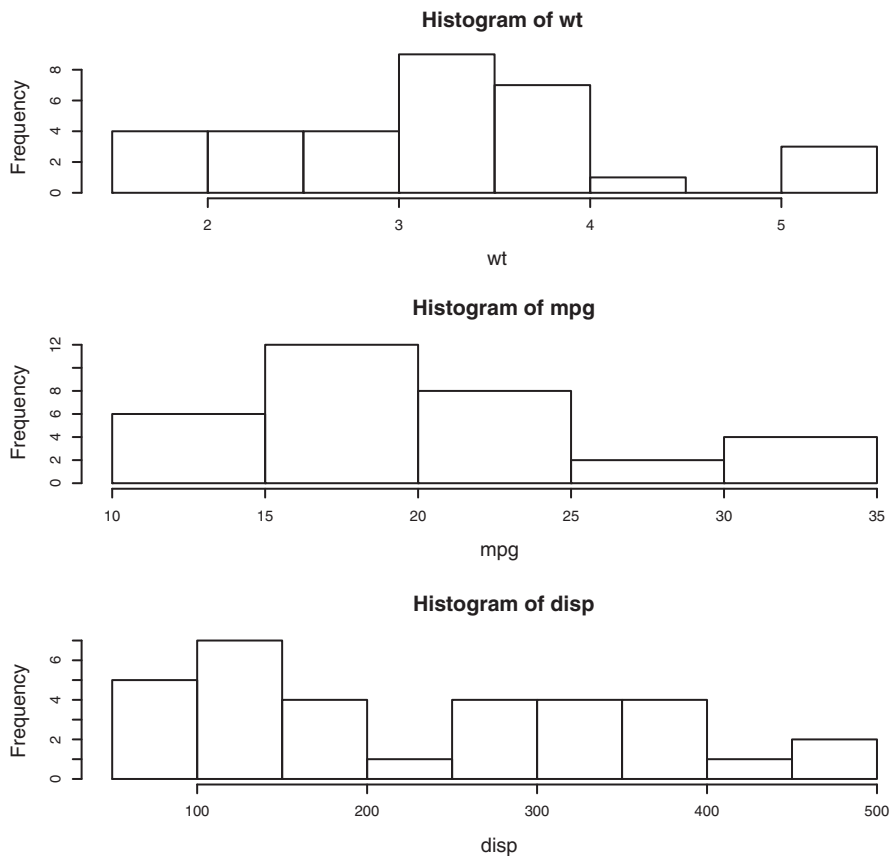 Histogram of wt
Frequency
0 2 4 6 8
2 3 4 5
wt
Histogram of mpg
Frequency
0 2 4 6 8 12
10 15 20 25 30 35
mpg
Histogram of disp
Frequency
0 2 4 6
100 200 300 400 500
disp